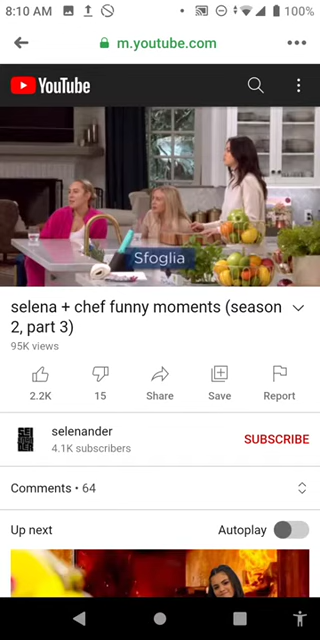 8:10 AM
100%
m.youtube.com
YouTube
Sfoglia
selena + chef funny moments (season
2, part 3)
95K views
2.2K
15
Share
Save
Report
selenander
4.1K subscribers
SUBSCRIBE
Comments • 64
Up next
Autoplay